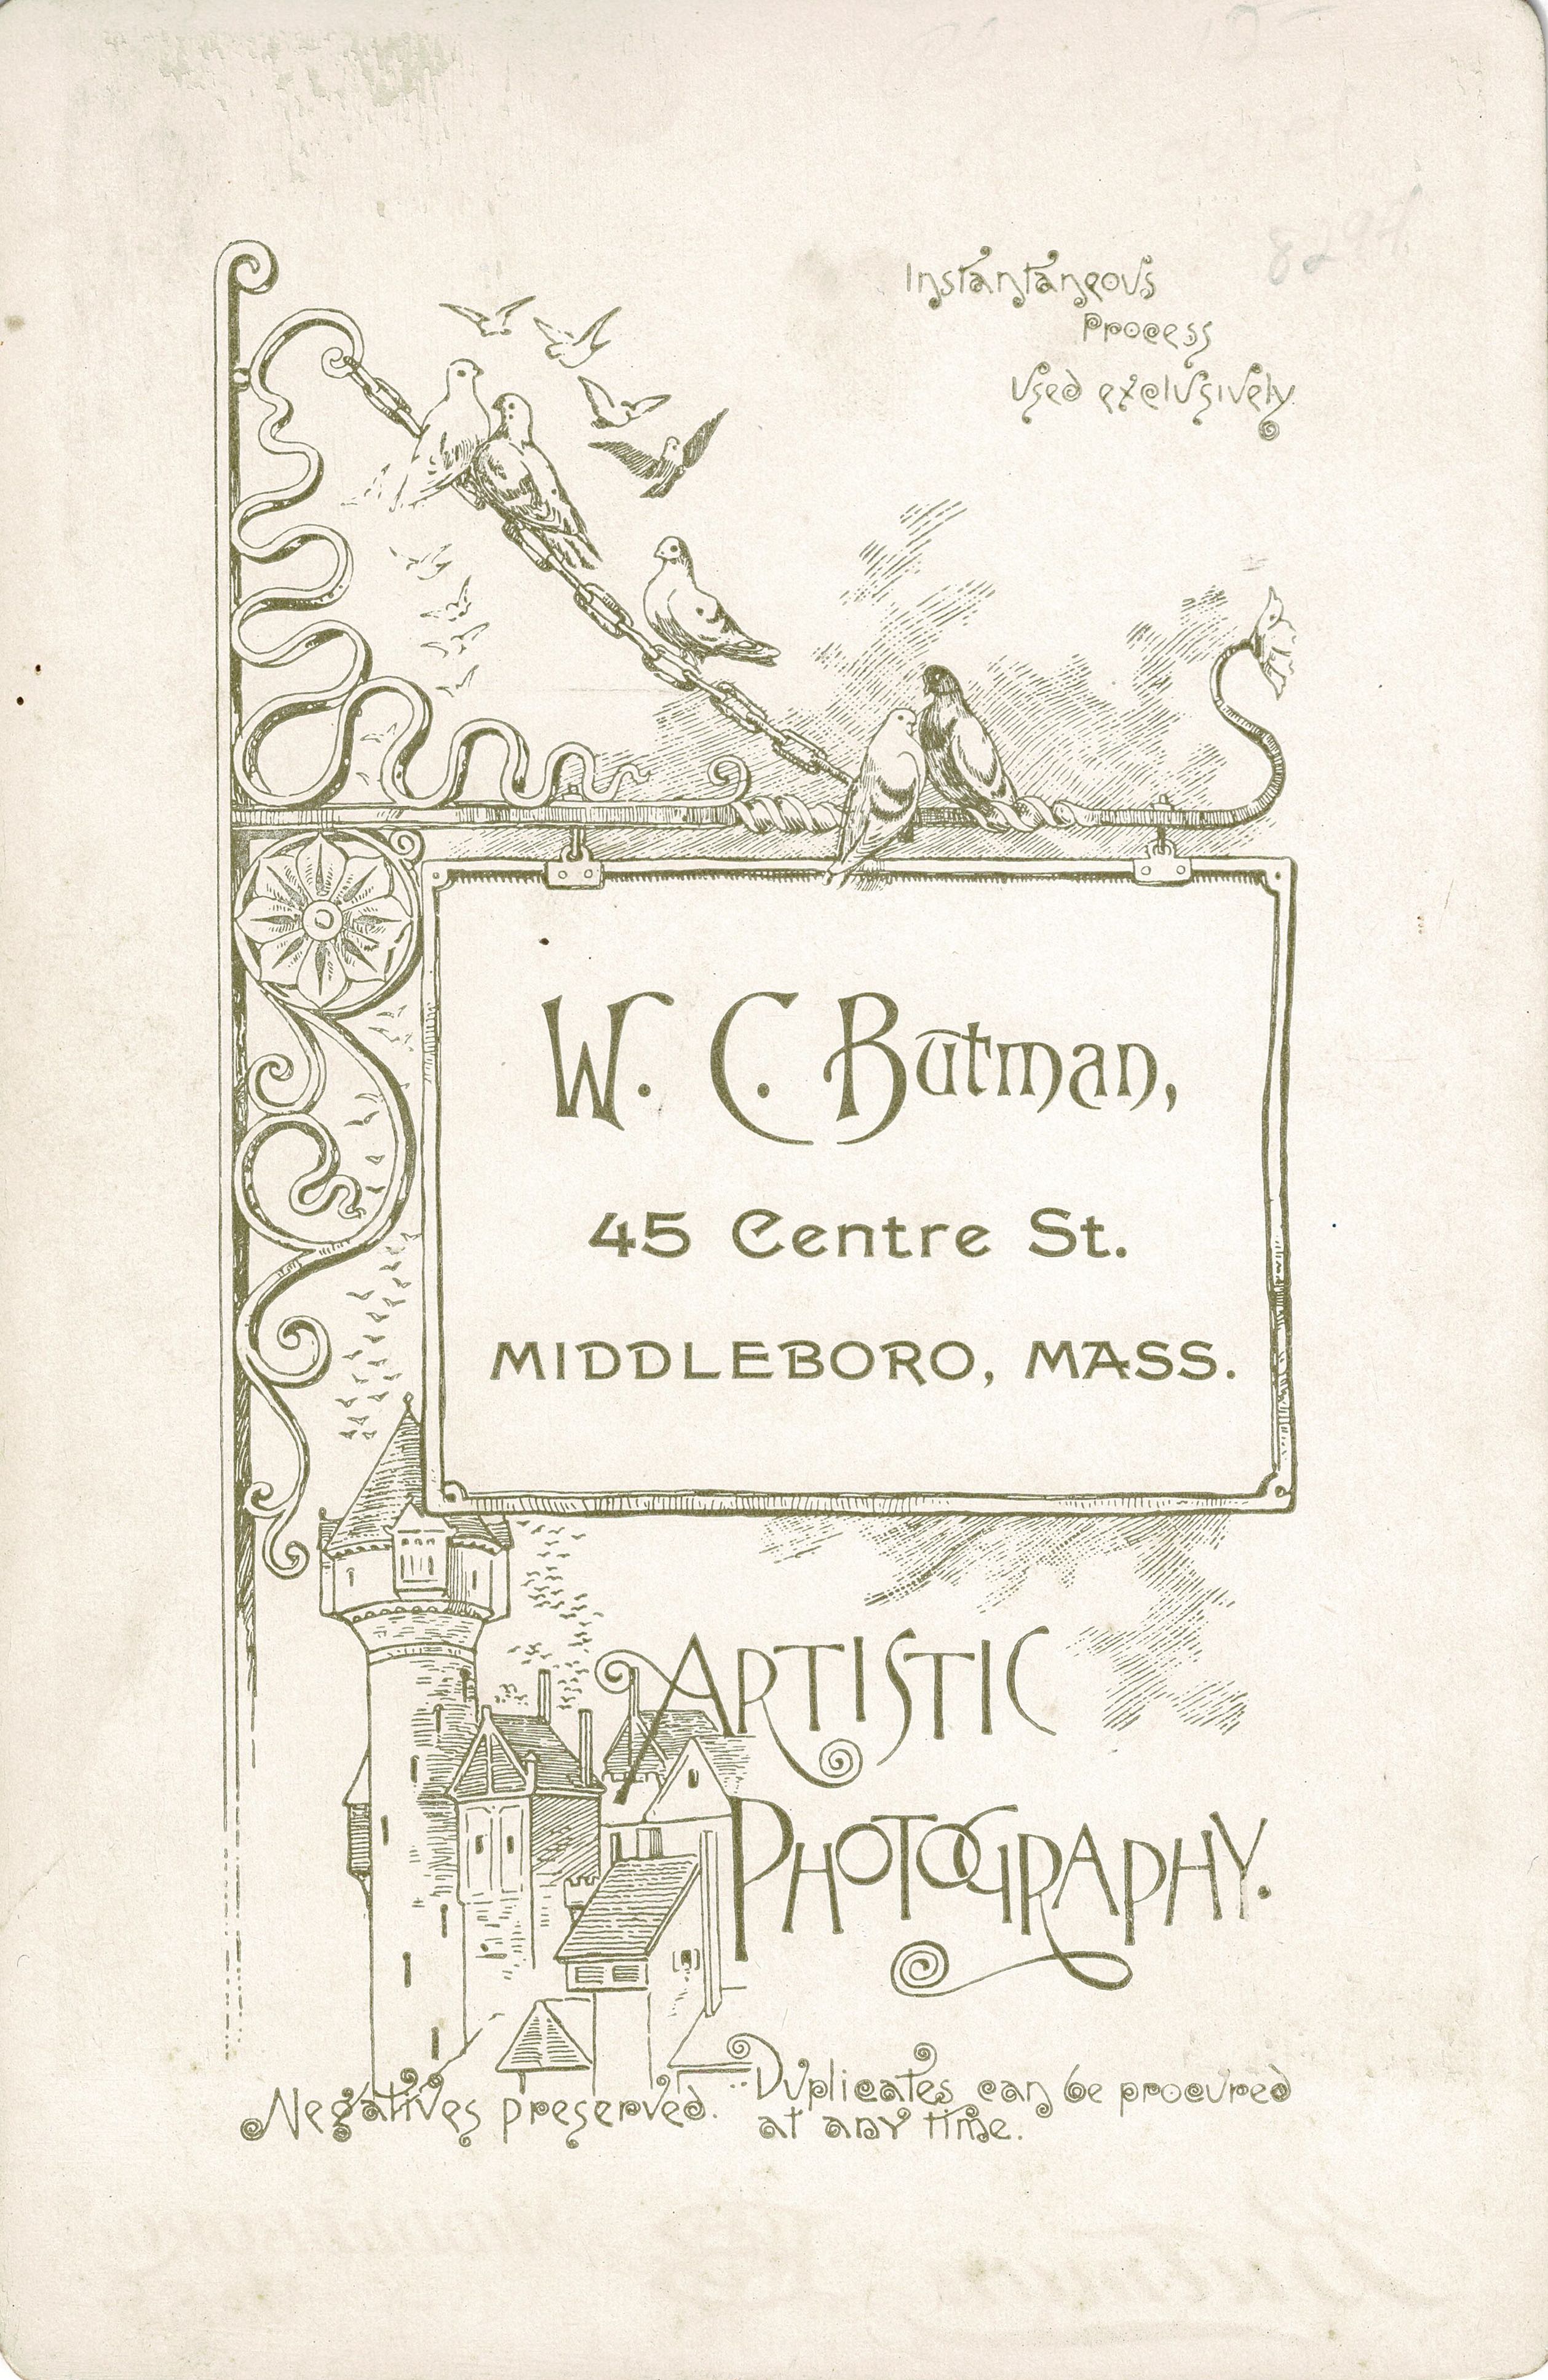 Instantaneous
Process
Used exclusively.
W. C. Butman,
45 Centre St.
MIDDLEBORO, MASS.
ARTISTIC
PHOTOGRAPHY.
Negatives preserved. Duplicates can be procured
at any time.